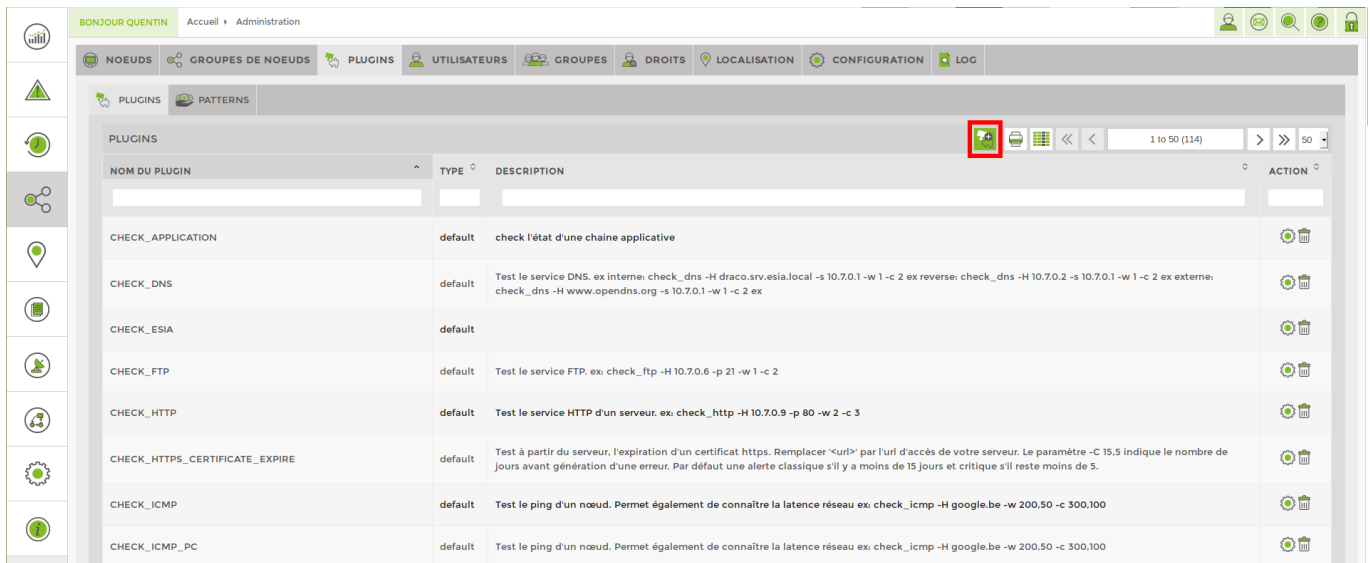 BONJOUR QUENTIN Accueil Administration
NOEUDS GROUPES DE NOEUDS PLUGINS UTILISATEURS GROUPES DROITS LOCALISATION CONFIGURATION LOG
PLUGINS PATTERNS
PLUGINS 1 to 50 (114) 50
NOM DU PLUGIN TYPE DESCRIPTION ACTION
CHECK_APPLICATION default check l'état d'une chaine applicative
CHECK_DNS default Test le service DNS. ex interne: check_dns -H draco.srv.esia.local -s 10.7.0.1 -w 1 -c 2 ex reverse: check_dns -H 10.7.0.2 -s 10.7.0.1 -w 1 -c 2 ex externe:
check_dns -H www.opendns.org -s 10.7.0.1 -w 1 -c 2 ex
CHECK_ESIA default
CHECK_FTP default Test le service FTP. ex: check_ftp -H 10.7.0.6 -p 21 -w 1 -c 2
CHECK_HTTP default Test le service HTTP d'un serveur. ex: check_http -H 10.7.0.9 -p 80 -w 2 -c 3
CHECK_HTTPS_CERTIFICATE_EXPIRE default Test à partir du serveur, l'expiration d'un certificat https. Remplacer '<url>' par l'url d'accès de votre serveur. Le paramètre -C 15,5 indique le nombre de
jours avant génération d'une erreur. Par défaut une alerte classique s'il y a moins de 15 jours et critique s'il reste moins de 5.
CHECK_ICMP default Test le ping d'un nœud. Permet également de connaître la latence réseau ex: check_icmp -H google.be -w 200,50 -c 300,100
CHECK_ICMP_PC default Test le ping d'un nœud. Permet également de connaître la latence réseau ex: check_icmp -H google.be -w 200,50 -c 300,100